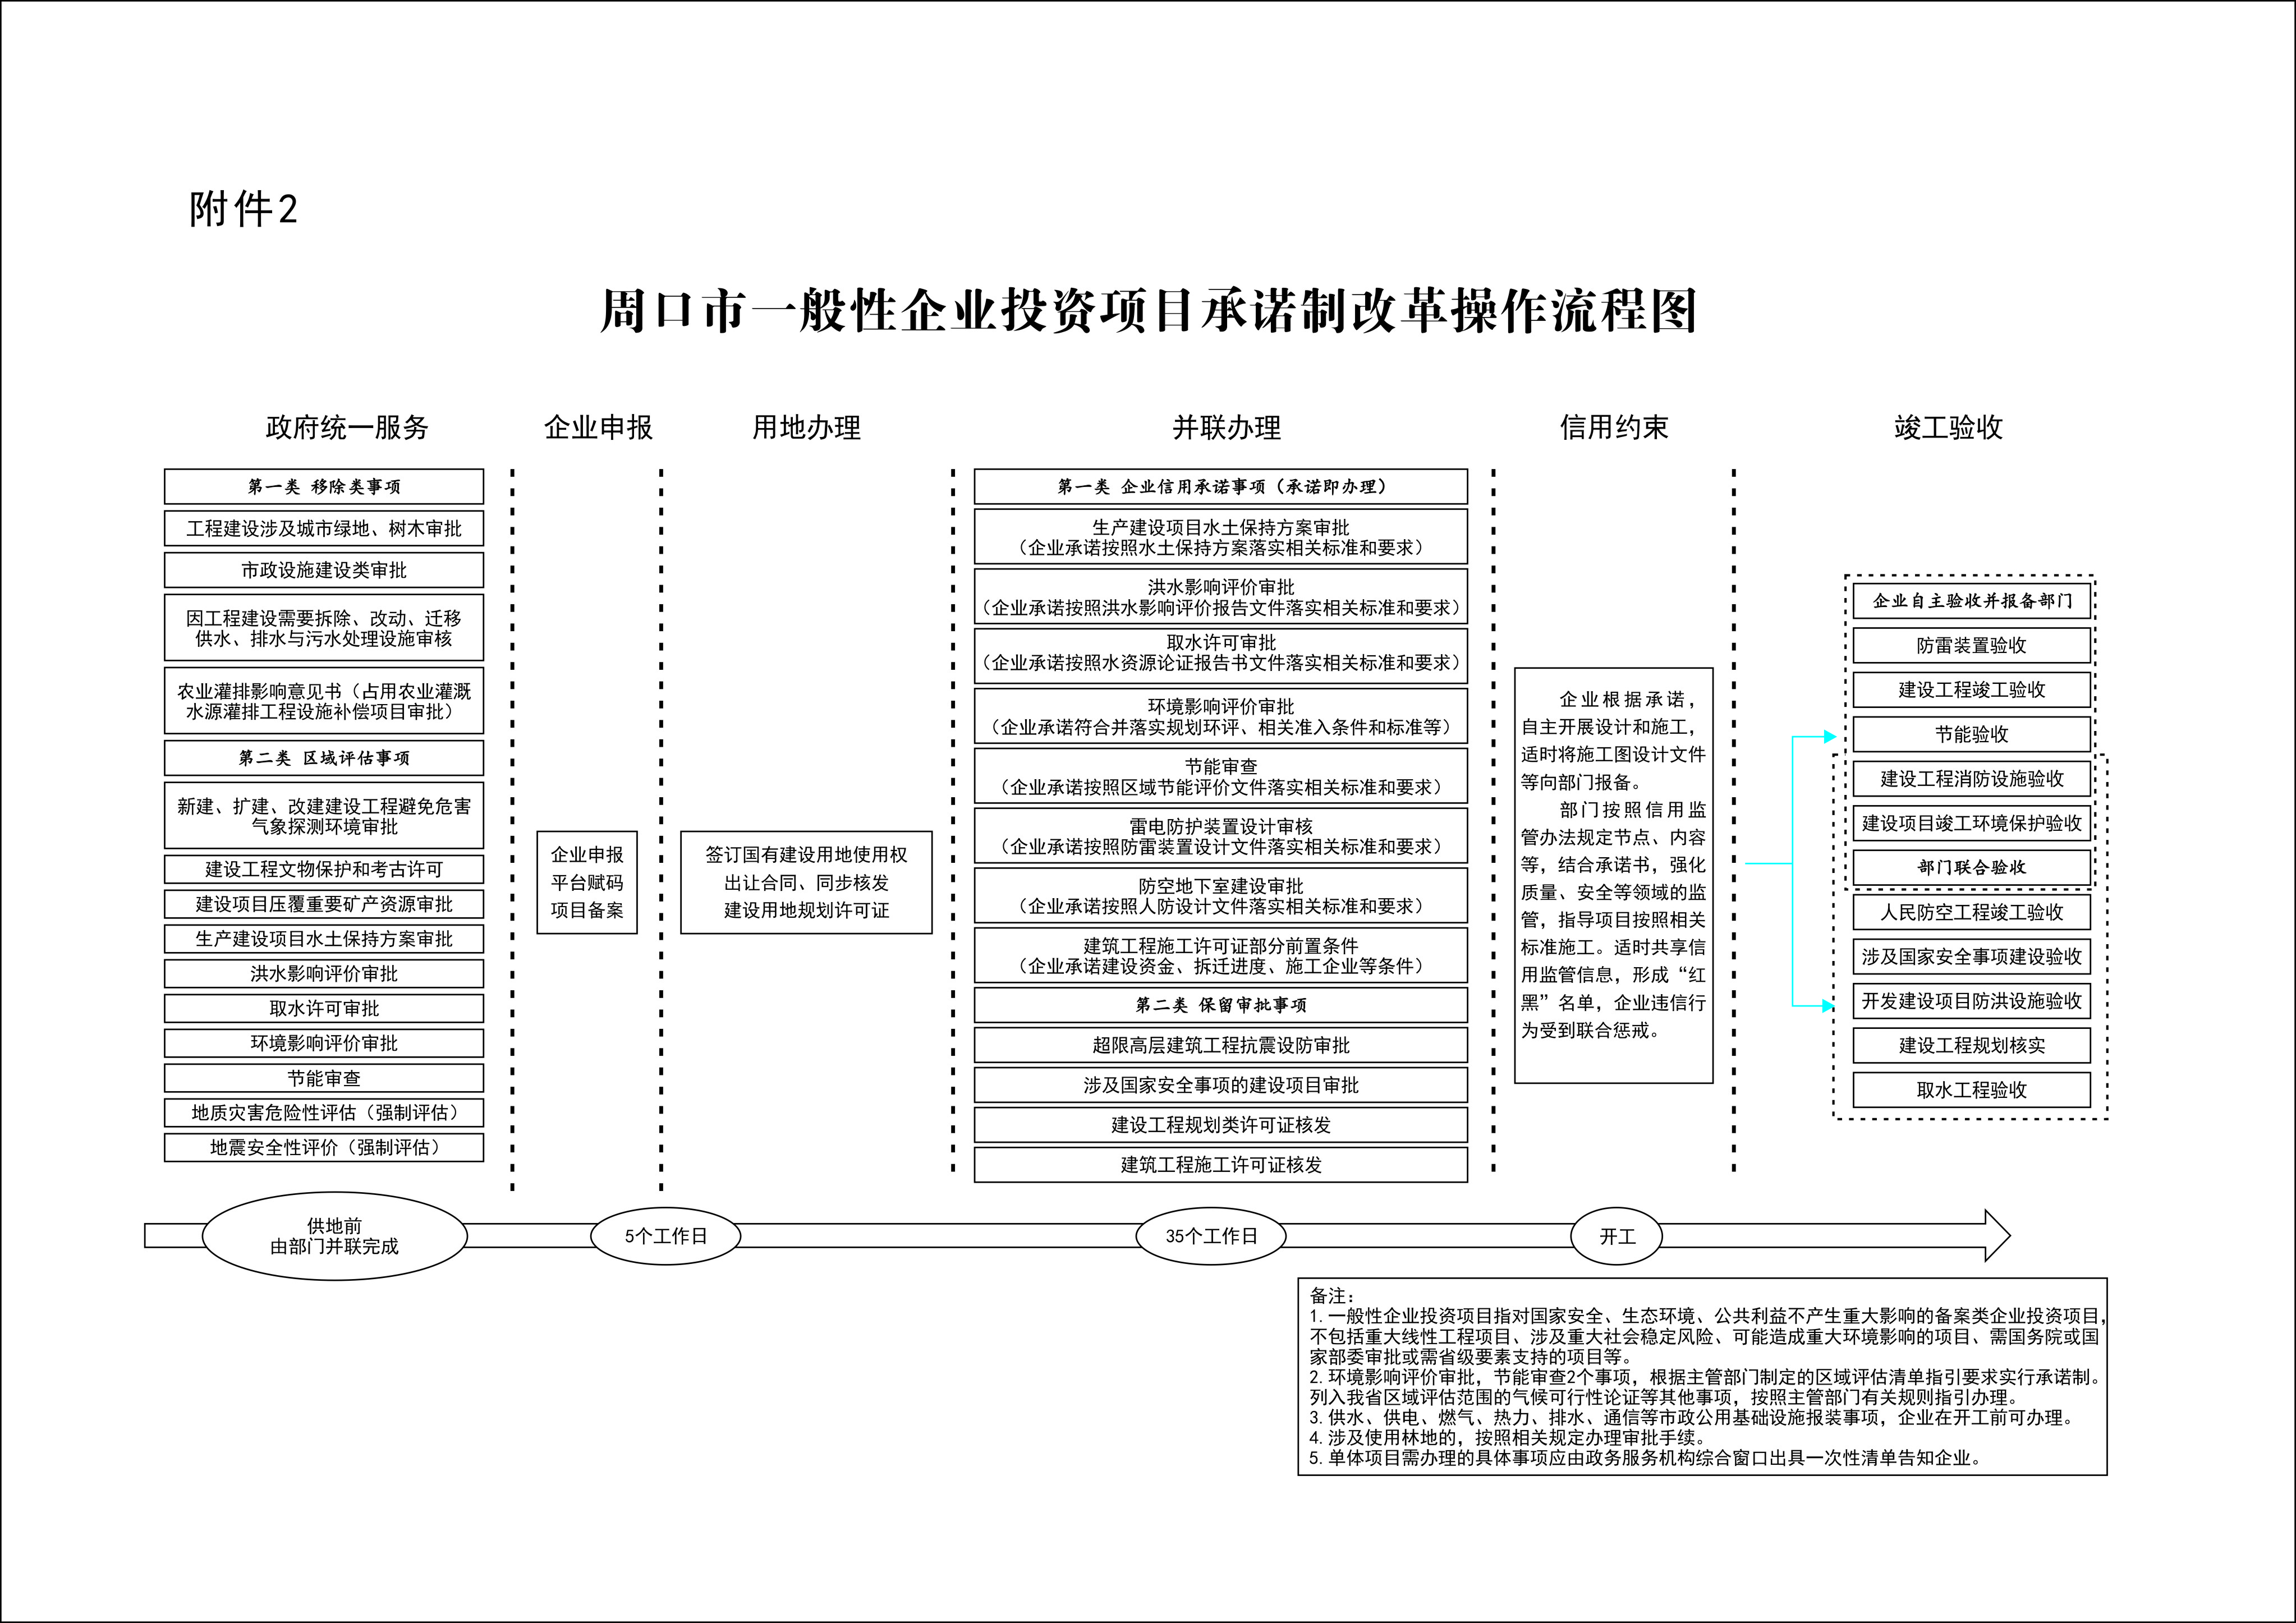 附件2
周口市一般性企业投资项目承诺制改革操作流程图
政府统一服务
第一类 移除类事项
工程建设涉及城市绿地、树木审批
市政设施建设类审批
因工程建设需要拆除、改动、迁移
供水、排水与污水处理设施审核
农业灌排影响意见书（占用农业灌溉
水源灌排工程设施补偿项目审批）
第二类 区域评估事项
新建、扩建、改建建设工程避免危害
气象探测环境审批
建设工程文物保护和考古许可
建设项目压覆重要矿产资源审批
生产建设项目水土保持方案审批
洪水影响评价审批
取水许可审批
环境影响评价审批
节能审查
地质灾害危险性评估（强制评估）
地震安全性评价（强制评估）
企业申报
企业申报
平台赋码
项目备案
用地办理
签订国有建设用地使用权
出让合同、同步核发
建设用地规划许可证
并联办理
第一类 企业信用承诺事项（承诺即办理）
生产建设项目水土保持方案审批
（企业承诺按照水土保持方案落实相关标准和要求）
洪水影响评价审批
（企业承诺按照洪水影响评价报告文件落实相关标准和要求）
取水许可审批
（企业承诺按照水资源论证报告书文件落实相关标准和要求）
环境影响评价审批
（企业承诺符合并落实规划环评、相关准入条件和标准等）
节能审查
（企业承诺按照区域节能评价文件落实相关标准和要求）
雷电防护装置设计审核
（企业承诺按照防雷装置设计文件落实相关标准和要求）
防空地下室建设审批
（企业承诺按照人防设计文件落实相关标准和要求）
建筑工程施工许可证部分前置条件
（企业承诺建设资金、拆迁进度、施工企业等条件）
第二类 保留审批事项
超限高层建筑工程抗震设防审批
涉及国家安全事项的建设项目审批
建设工程规划类许可证核发
建筑工程施工许可证核发
信用约束
企业根据承诺，
自主开展设计和施工，
适时将施工图设计文件
等向部门报备。
部门按照信用监
管办法规定节点、内容
等，结合承诺书，强化
质量、安全等领域的监
管，指导项目按照相关
标准施工。适时共享信
用监管信息，形成“红
黑”名单，企业违信行
为受到联合惩戒。
竣工验收
企业自主验收并报备部门
防雷装置验收
建设工程竣工验收
节能验收
建设工程消防设施验收
建设项目竣工环境保护验收
部门联合验收
人民防空工程竣工验收
涉及国家安全事项建设验收
开发建设项目防洪设施验收
建设工程规划核实
取水工程验收
供地前
由部门并联完成
5个工作日
35个工作日
开工
备注：
1.一般性企业投资项目指对国家安全、生态环境、公共利益不产生重大影响的备案类企业投资项目，
不包括重大线性工程项目、涉及重大社会稳定风险、可能造成重大环境影响的项目、需国务院或国
家部委审批或需省级要素支持的项目等。
2.环境影响评价审批，节能审查2个事项，根据主管部门制定的区域评估清单指引要求实行承诺制。
列入我省区域评估范围的气候可行性论证等其他事项，按照主管部门有关规则指引办理。
3.供水、供电、燃气、热力、排水、通信等市政公用基础设施报装事项，企业在开工前可办理。
4.涉及使用林地的，按照相关规定办理审批手续。
5.单体项目需办理的具体事项应由政务服务机构综合窗口出具一次性清单告知企业。